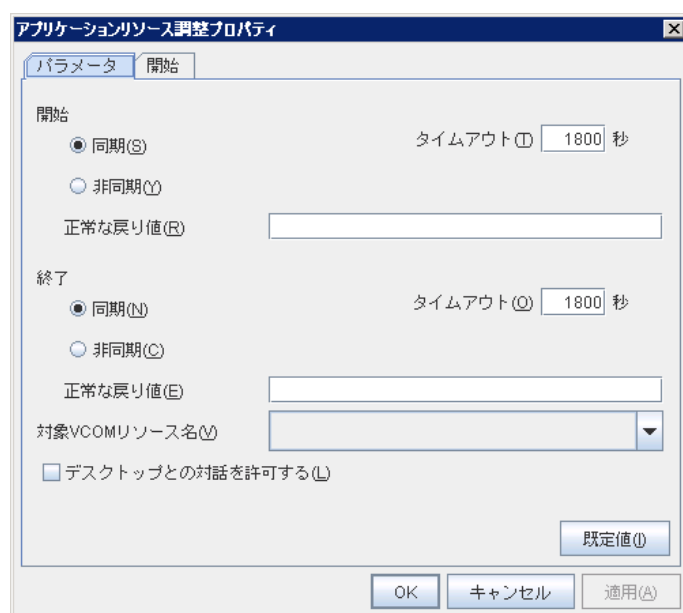 アプリケーションリソース調整プロパティ
パラメータ 開始
開始
同期(S) タイムアウト(T) 1800 秒
非同期(Y)
正常な戻り値(R)
終了
同期(N) タイムアウト(O) 1800 秒
非同期(C)
正常な戻り値(E)
対象VCOMリソース名(V)
デスクトップとの対話を許可する(L)
既定値(I)
OK キャンセル 適用(A)